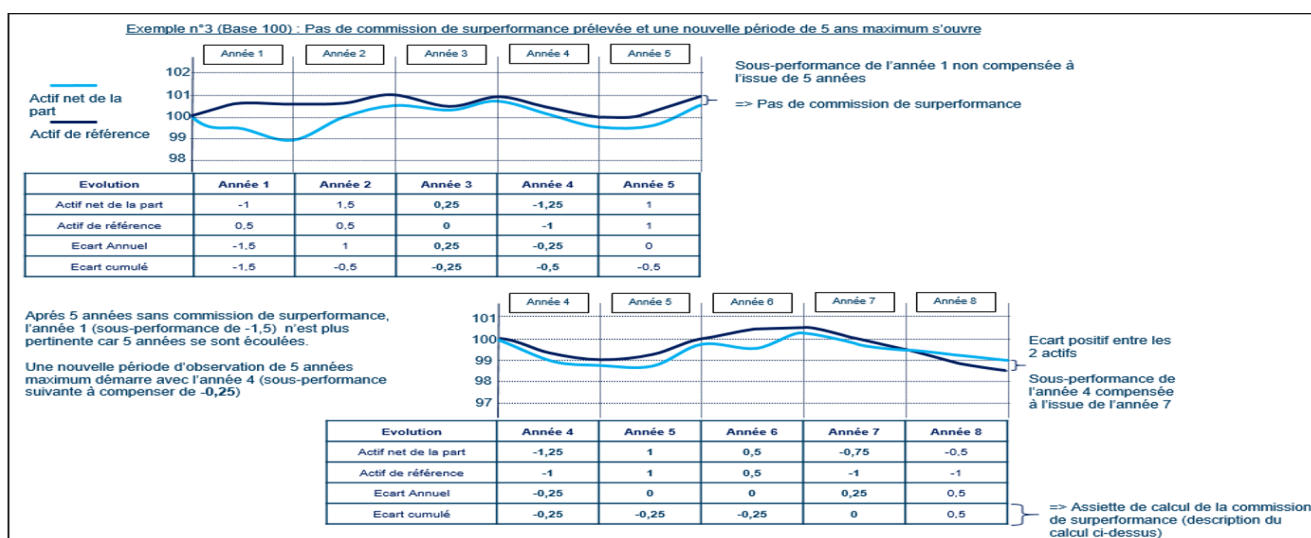 Exemple n°3 (Base 100) : Pas de commission de surperformance prélevée et une nouvelle période de 5 ans maximum s'ouvre
Année 1 Année 2 Année 3 Année 4 Année 5
102
101
100
99
98
Actif net de la
part
Actif de référence
Sous-performance de l'année 1 non compensée à
l'issue de 5 années
=> Pas de commission de surperformance
Evolution Année 1 Année 2 Année 3 Année 4 Année 5
Actif net de la part -1 1,5 0,25 -1,25 1
Actif de référence 0,5 0,5 0 -1 1
Ecart Annuel -1,5 1 0,25 -0,25 0
Ecart cumulé -1,5 -0,5 -0,25 -0,5 -0,5
Après 5 années sans commission de surperformance,
l'année 1 (sous-performance de -1,5) n'est plus
pertinente car 5 années se sont écoulées.
Une nouvelle période d'observation de 5 années
maximum démarre avec l'année 4 (sous-performance
suivante à compenser de -0,25)
Année 4 Année 5 Année 6 Année 7 Année 8
101
100
99
98
97
Ecart positif entre les
2 actifs
Sous-performance de
l'année 4 compensée
à l'issue de l'année 7
Evolution Année 4 Année 5 Année 6 Année 7 Année 8
Actif net de la part -1,25 1 0,5 -0,75 -0,5
Actif de référence -1 1 0,5 -1 -1
Ecart Annuel -0,25 0 0 0,25 0,5
Ecart cumulé -0,25 -0,25 -0,25 0 0,5
=> Assiette de calcul de la commission
de surperformance (description du
calcul ci-dessus)